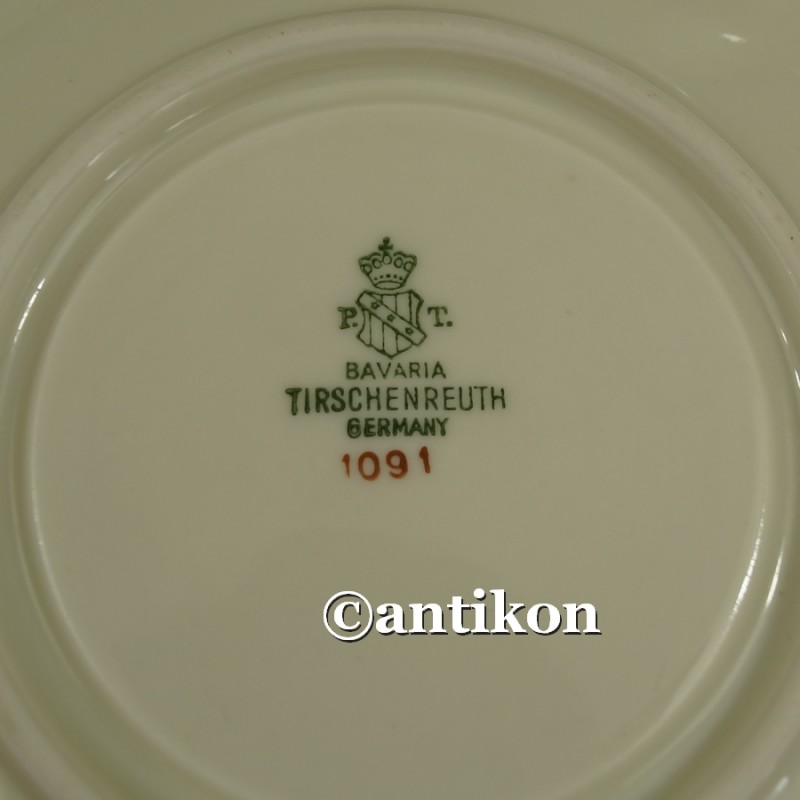 P. T.
BAVARIA
TIRSCHENREUTH
GERMANY
1091
©antikon